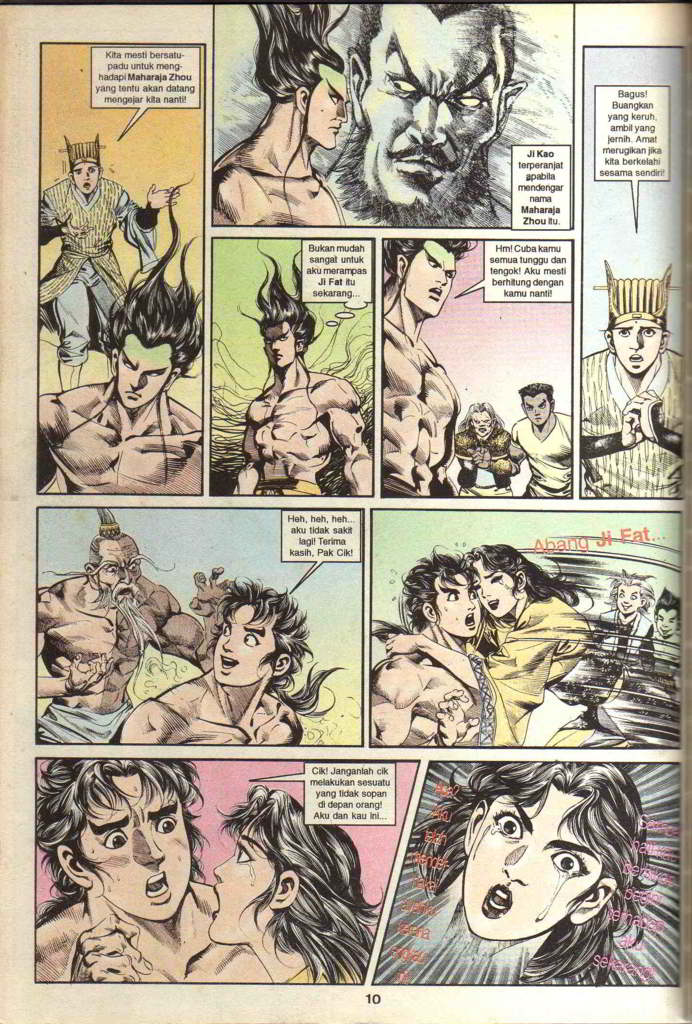 Kita mesti bersatu-
padu untuk meng-
hadapi Maharaja Zhou
yang tentu akan datang
mengejar kita nanti!
Ji Kao
terperanjat
apabila
mendengar
nama
Maharaja
Zhou itu.
Bagus!
Buangkan
yang keruh,
ambil yang
jernih. Amat
merugikan jika
kita berkelahi
sesama sendiri!
Bukan mudah
sangat untuk
aku merampas
Ji Fat itu
sekarang...
Hm! Cuba kamu
semua tunggu dan
tengok! Aku mesti
berhitung dengan
kamu nanti!
Heh, heh, heh...
aku tidak sakit
lagi! Terima
kasih, Pak Cik!
Abang Ji Fat...
Cik! Janganlah cik
melakukan sesuatu
yang tidak sopan
di depan orang!
Aku dan kau ini...
Apa?
Aku
aku
sekarang!
10